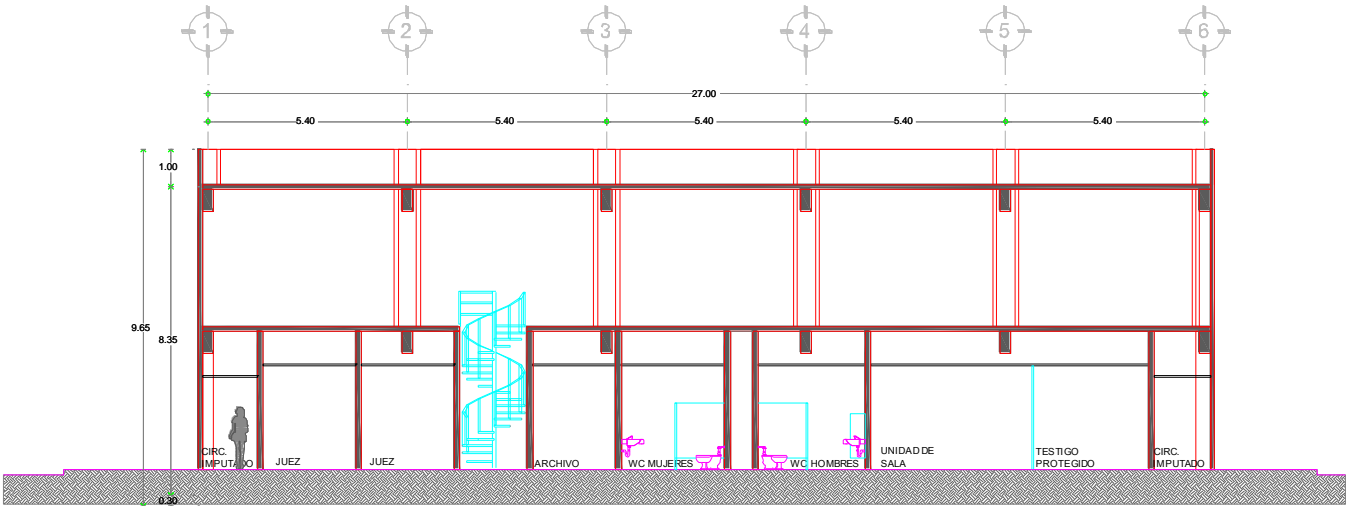 1 2 3 4 5 6
27.00
5.40 5.40 5.40 5.40 5.40
1.00
9.65
8.35
CIRC.
IMPUTADO
JUEZ
JUEZ
ARCHIVO
WC MUJERES
WC HOMBRES
UNIDAD DE
SALA
TESTIGO
PROTEGIDO
CIRC.
IMPUTADO
0.30